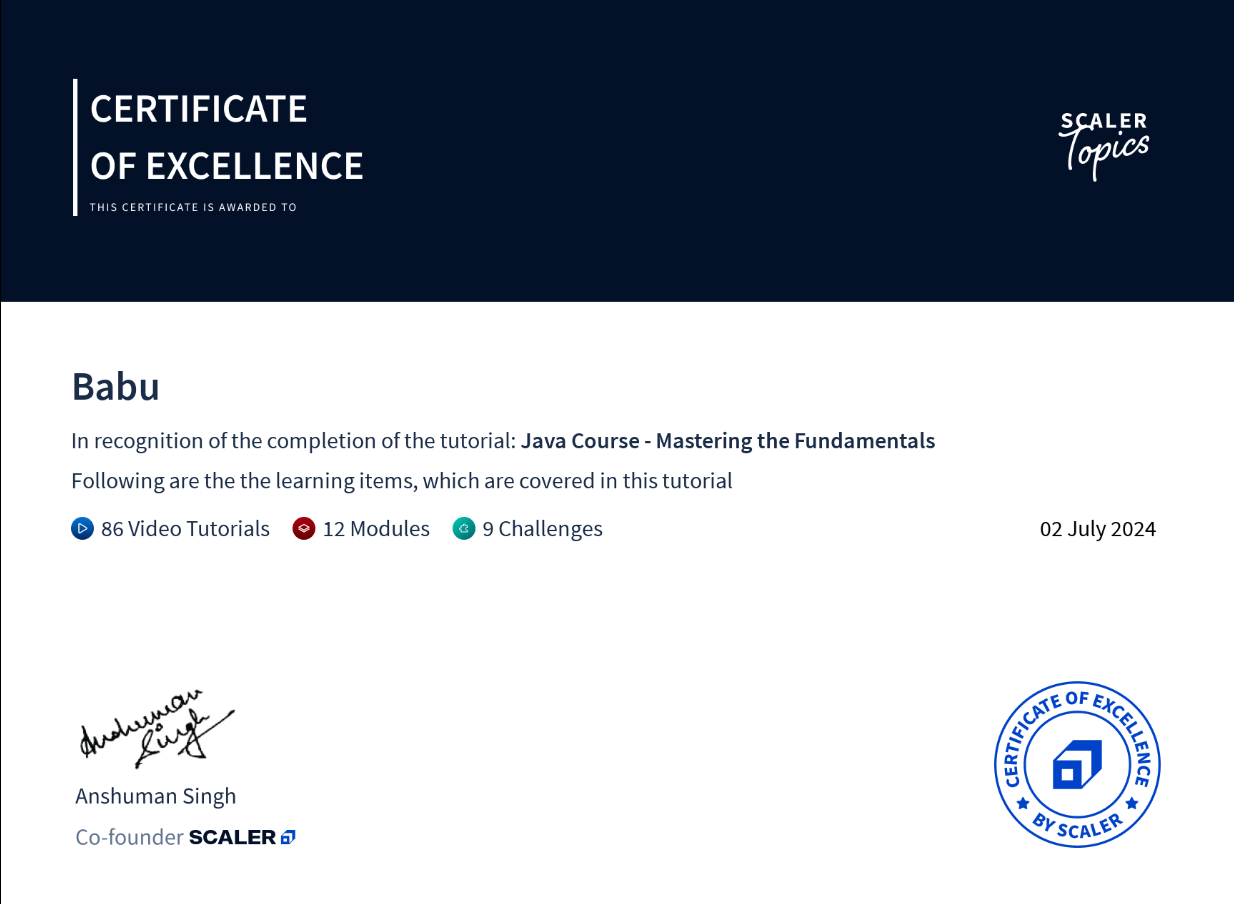 CERTIFICATE
OF EXCELLENCE
THIS CERTIFICATE IS AWARDED TO
SCALER
Topics
Babu
In recognition of the completion of the tutorial: Java Course - Mastering the Fundamentals
Following are the the learning items, which are covered in this tutorial
86 Video Tutorials 12 Modules 9 Challenges 02 July 2024
Anshuman
Singh
Anshuman Singh
Co-founder SCALER
CERTIFICATE OF EXCELLENCE
BY SCALER